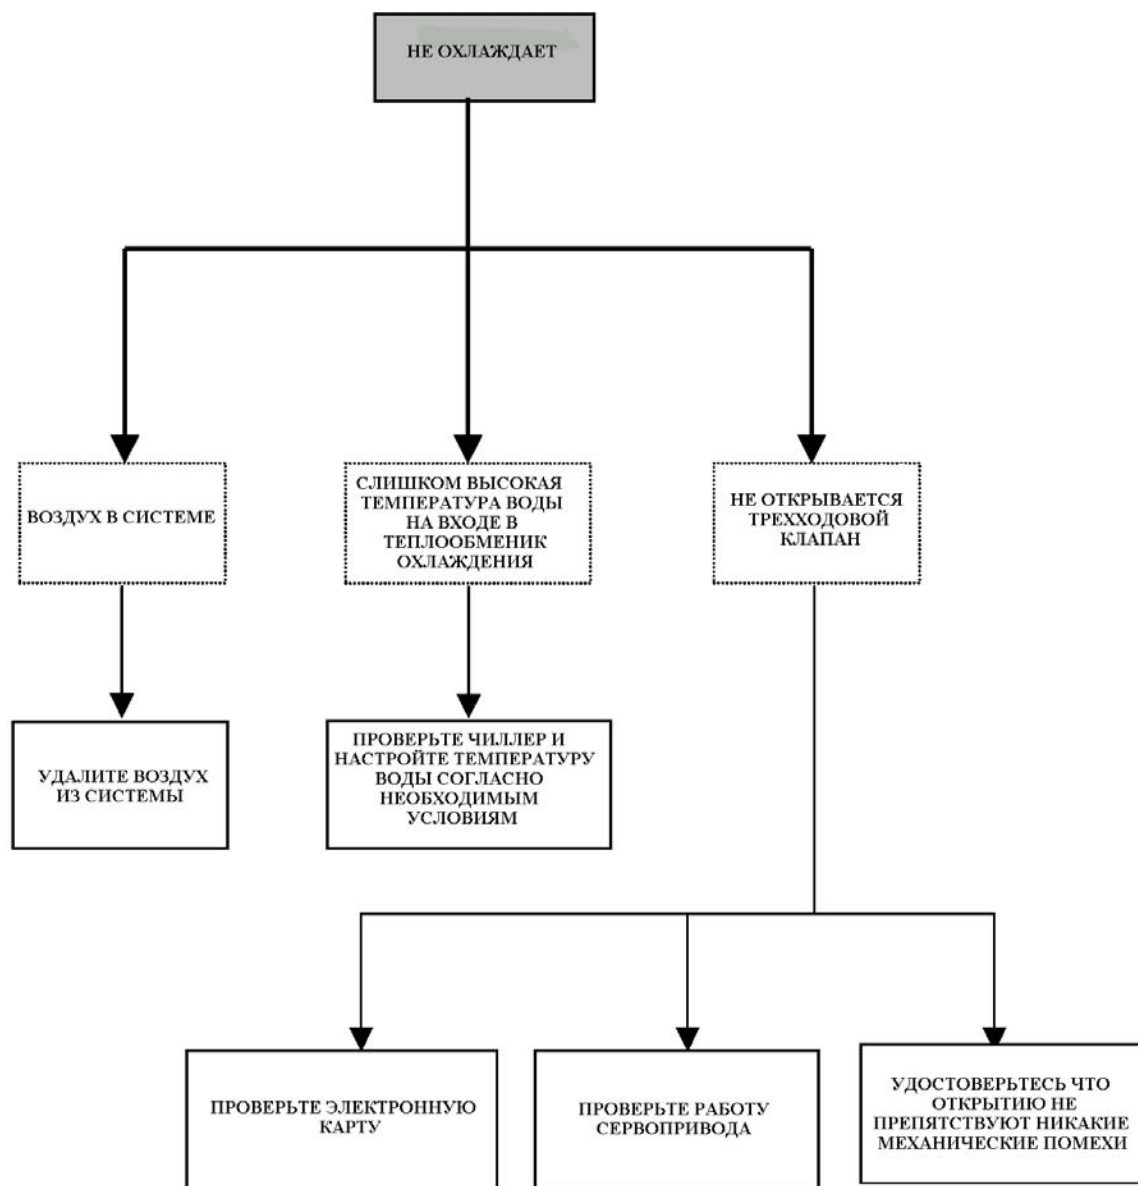 НЕ ОХЛАЖДАЕТ
ВОЗДУХ В СИСТЕМЕ
СЛИШКОМ ВЫСОКАЯ
ТЕМПЕРАТУРА ВОДЫ
НА ВХОДЕ В
ТЕПЛООБМЕНИК
ОХЛАЖДЕНИЯ
НЕ ОТКРЫВАЕТСЯ
ТРЕХХОДОВОЙ
КЛАПАН
УДАЛИТЕ ВОЗДУХ
ИЗ СИСТЕМЫ
ПРОВЕРЬТЕ ЧИЛЛЕР И
НАСТРОЙТЕ ТЕМПЕРАТУРУ
ВОДЫ СОГЛАСНО
НЕОБХОДИМЫМ
УСЛОВИЯМ
ПРОВЕРЬТЕ ЭЛЕКТРОННУЮ
КАРТУ
ПРОВЕРЬТЕ РАБОТУ
СЕРВОПРИВОДА
УДОСТОВЕРЬТЕСЬ ЧТО
ОТКРЫТИЮ НЕ
ПРЕПЯТСТВУЮТ НИКАКИЕ
МЕХАНИЧЕСКИЕ ПОМЕХИ